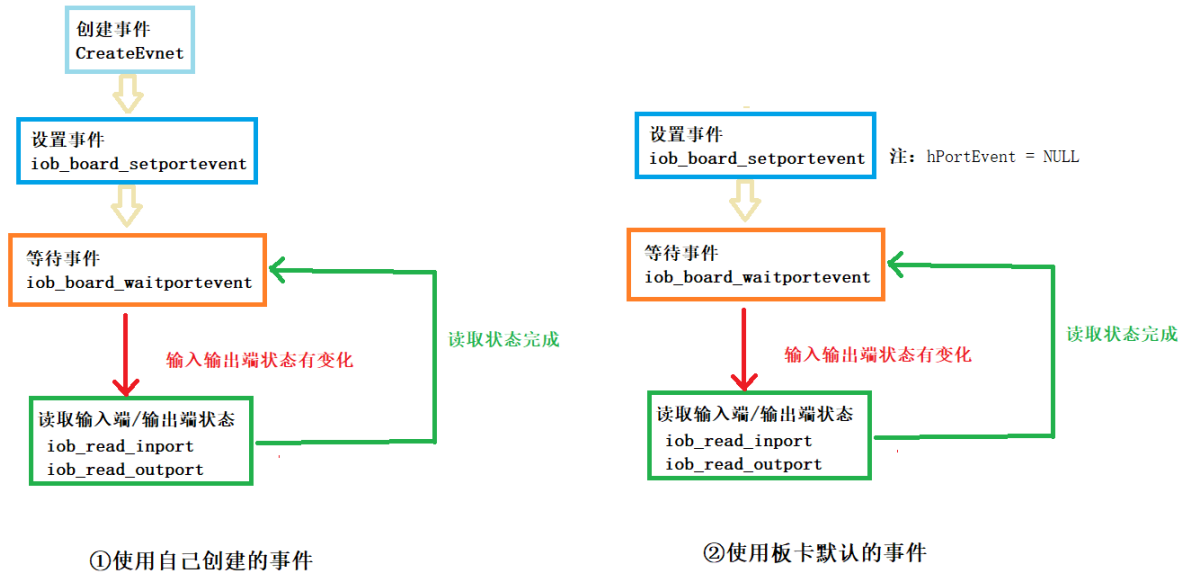 创建事件
CreateEvnet
设置事件
iob_board_setportevent
等待事件
iob_board_waitportevent
输入输出端状态有变化
读取状态完成
读取输入端/输出端状态
iob_read_inport
iob_read_outport
①使用自己创建的事件
设置事件
iob_board_setportevent
注：hPortEvent = NULL
等待事件
iob_board_waitportevent
输入输出端状态有变化
读取状态完成
读取输入端/输出端状态
iob_read_inport
iob_read_outport
②使用板卡默认的事件